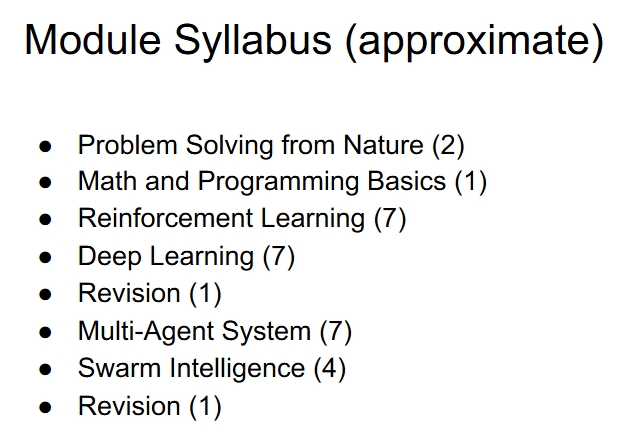 Module Syllabus (approximate)
● Problem Solving from Nature (2)
● Math and Programming Basics (1)
● Reinforcement Learning (7)
● Deep Learning (7)
● Revision (1)
● Multi-Agent System (7)
● Swarm Intelligence (4)
● Revision (1)